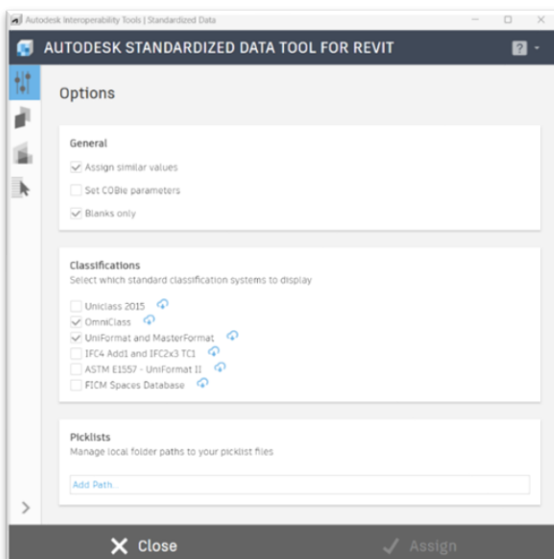 Autodesk Interoperability Tools | Standardized Data
AUTODESK STANDARDIZED DATA TOOL FOR REVIT
?
Options
General
Assign similar values
Set COBie parameters
Blanks only
Classifications
Select which standard classification systems to display
Uniclass 2015
OmniClass
UniFormat and MasterFormat
IFC4 Add1 and IFC2x3 TC1
ASTM E1557 - UniFormat II
FICM Spaces Database
Picklists
Manage local folder paths to your picklist files
Add Path...
Close
Assign